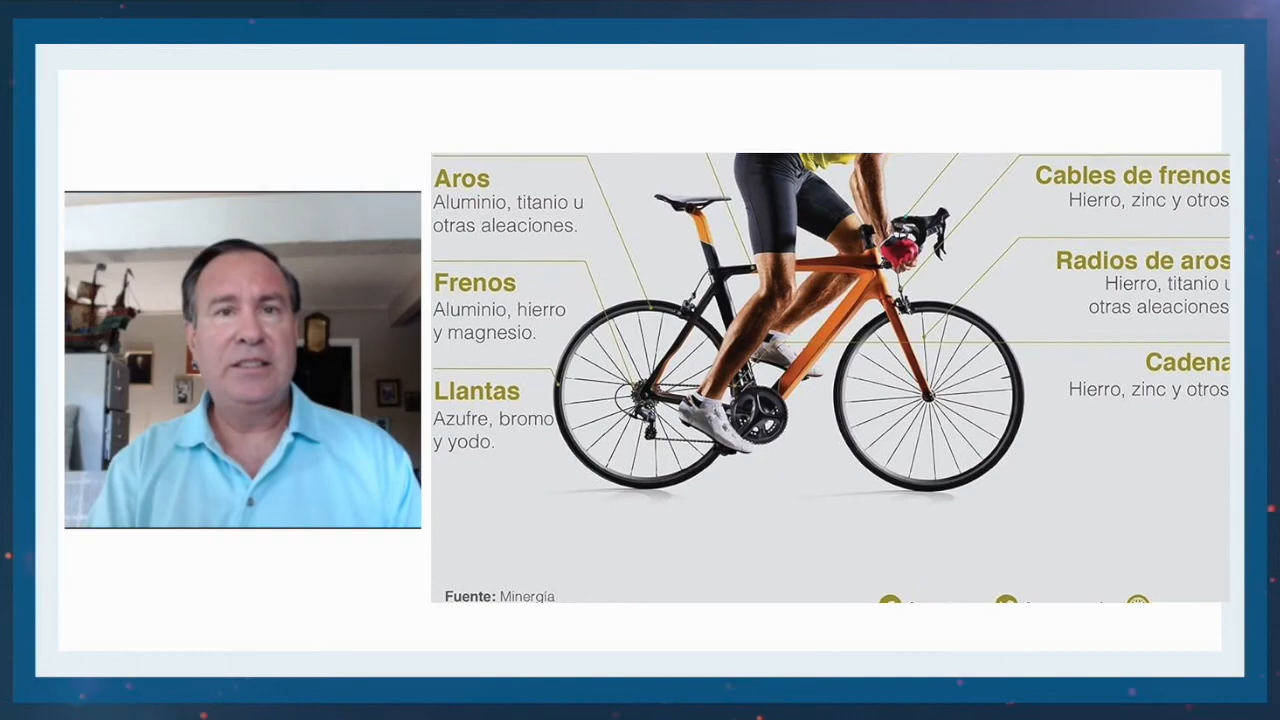 Aros
Aluminio, titanio u
otras aleaciones.
Frenos
Aluminio, hierro
y magnesio.
Llantas
Azufre, bromo
y yodo.
Cables de frenos
Hierro, zinc y otros
Radios de aros
Hierro, titanio u
otras aleaciones
Cadena
Hierro, zinc y otros
Fuente: Minergía